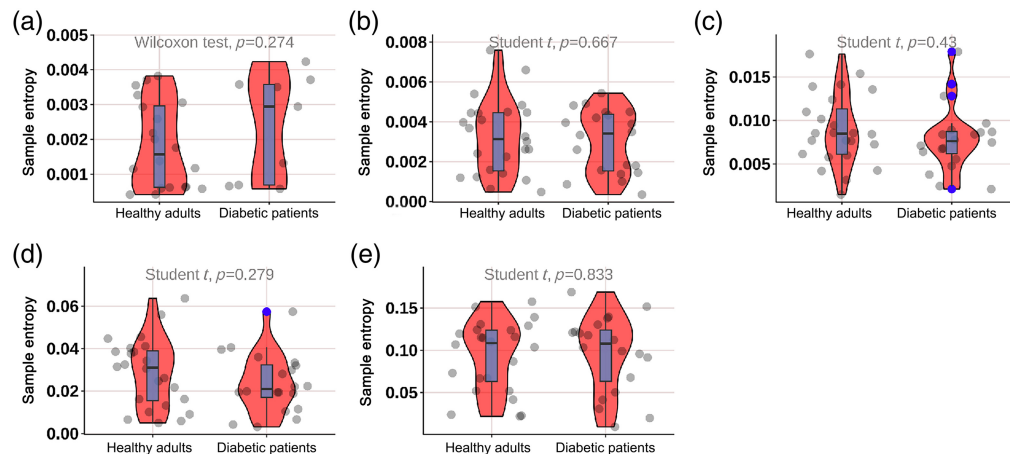 (a)
Wilcoxon test, p=0.274
Sample entropy
0.005
0.004
0.003
0.002
0.001
Healthy adults Diabetic patients
(b)
Student t, p=0.667
Sample entropy
0.008
0.006
0.004
0.002
0.000
Healthy adults Diabetic patients
(c)
Student t, p=0.43
Sample entropy
0.015
0.010
0.005
Healthy adults Diabetic patients
(d)
Student t, p=0.279
Sample entropy
0.06
0.04
0.02
0.00
Healthy adults Diabetic patients
(e)
Student t, p=0.833
Sample entropy
0.15
0.10
0.05
Healthy adults Diabetic patients